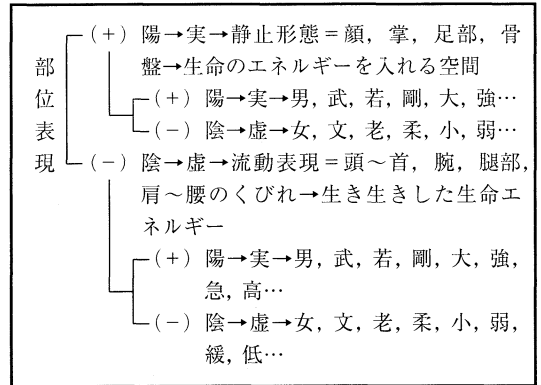 部位表現
(+) 陽→実→静止形態=顔，掌，足部，骨
盤→生命のエネルギーを入れる空間
(+) 陽→実→男，武，若，剛，大，強…
(−) 陰→虚→女，文，老，柔，小，弱…
(−) 陰→虚→流動表現=頭～首，腕，腿部，
肩～腰のくびれ→生き生きした生命エ
ネルギー
(+) 陽→実→男，武，若，剛，大，強，
急，高…
(−) 陰→虚→女，文，老，柔，小，弱，
緩，低…